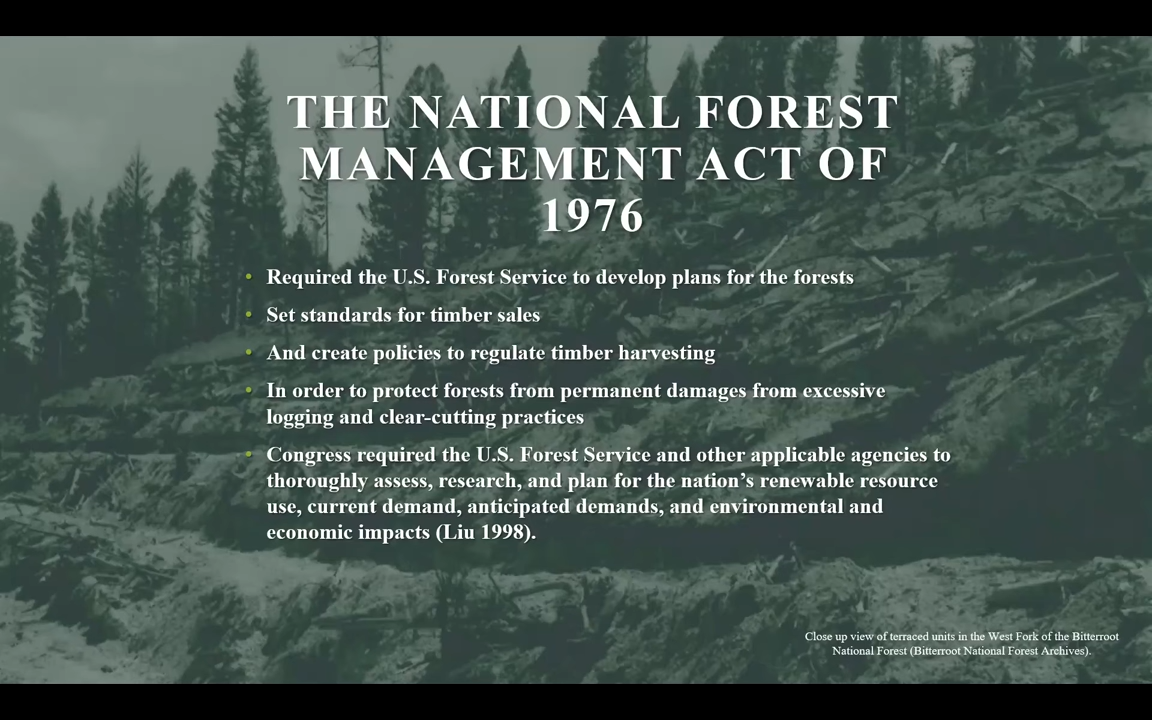 THE NATIONAL FOREST
MANAGEMENT ACT OF
1976
• Required the U.S. Forest Service to develop plans for the forests
• Set standards for timber sales
• And create policies to regulate timber harvesting
• In order to protect forests from permanent damages from excessive
logging and clear-cutting practices
• Congress required the U.S. Forest Service and other applicable agencies to
thoroughly assess, research, and plan for the nation’s renewable resource
use, current demand, anticipated demands, and environmental and
economic impacts (Liu 1998).
Close up view of terraced units in the West Fork of the Bitterroot
National Forest (Bitterroot National Forest Archives).